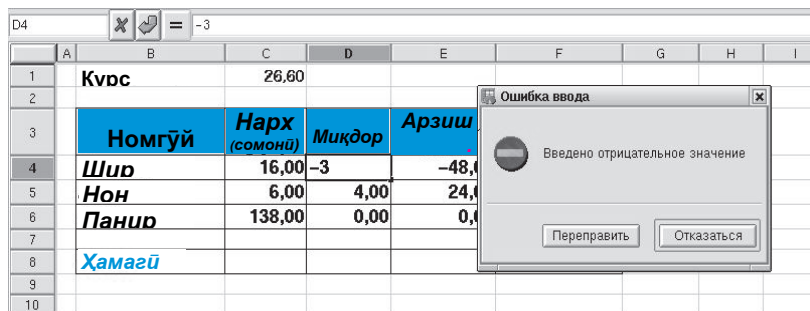 D4 = -3
A B C D E F G H I
1 Курс 26,60
2
3 Номгӯй Нарх (сомонӣ) Миқдор Арзиш
4 Шир 16,00 -3 -48,0
5 Нон 6,00 4,00 24,0
6 Панир 138,00 0,00 0,0
7
8 Ҳамагӣ
9
10
Ошибка ввода
Введено отрицательное значение
Переправить Отказаться